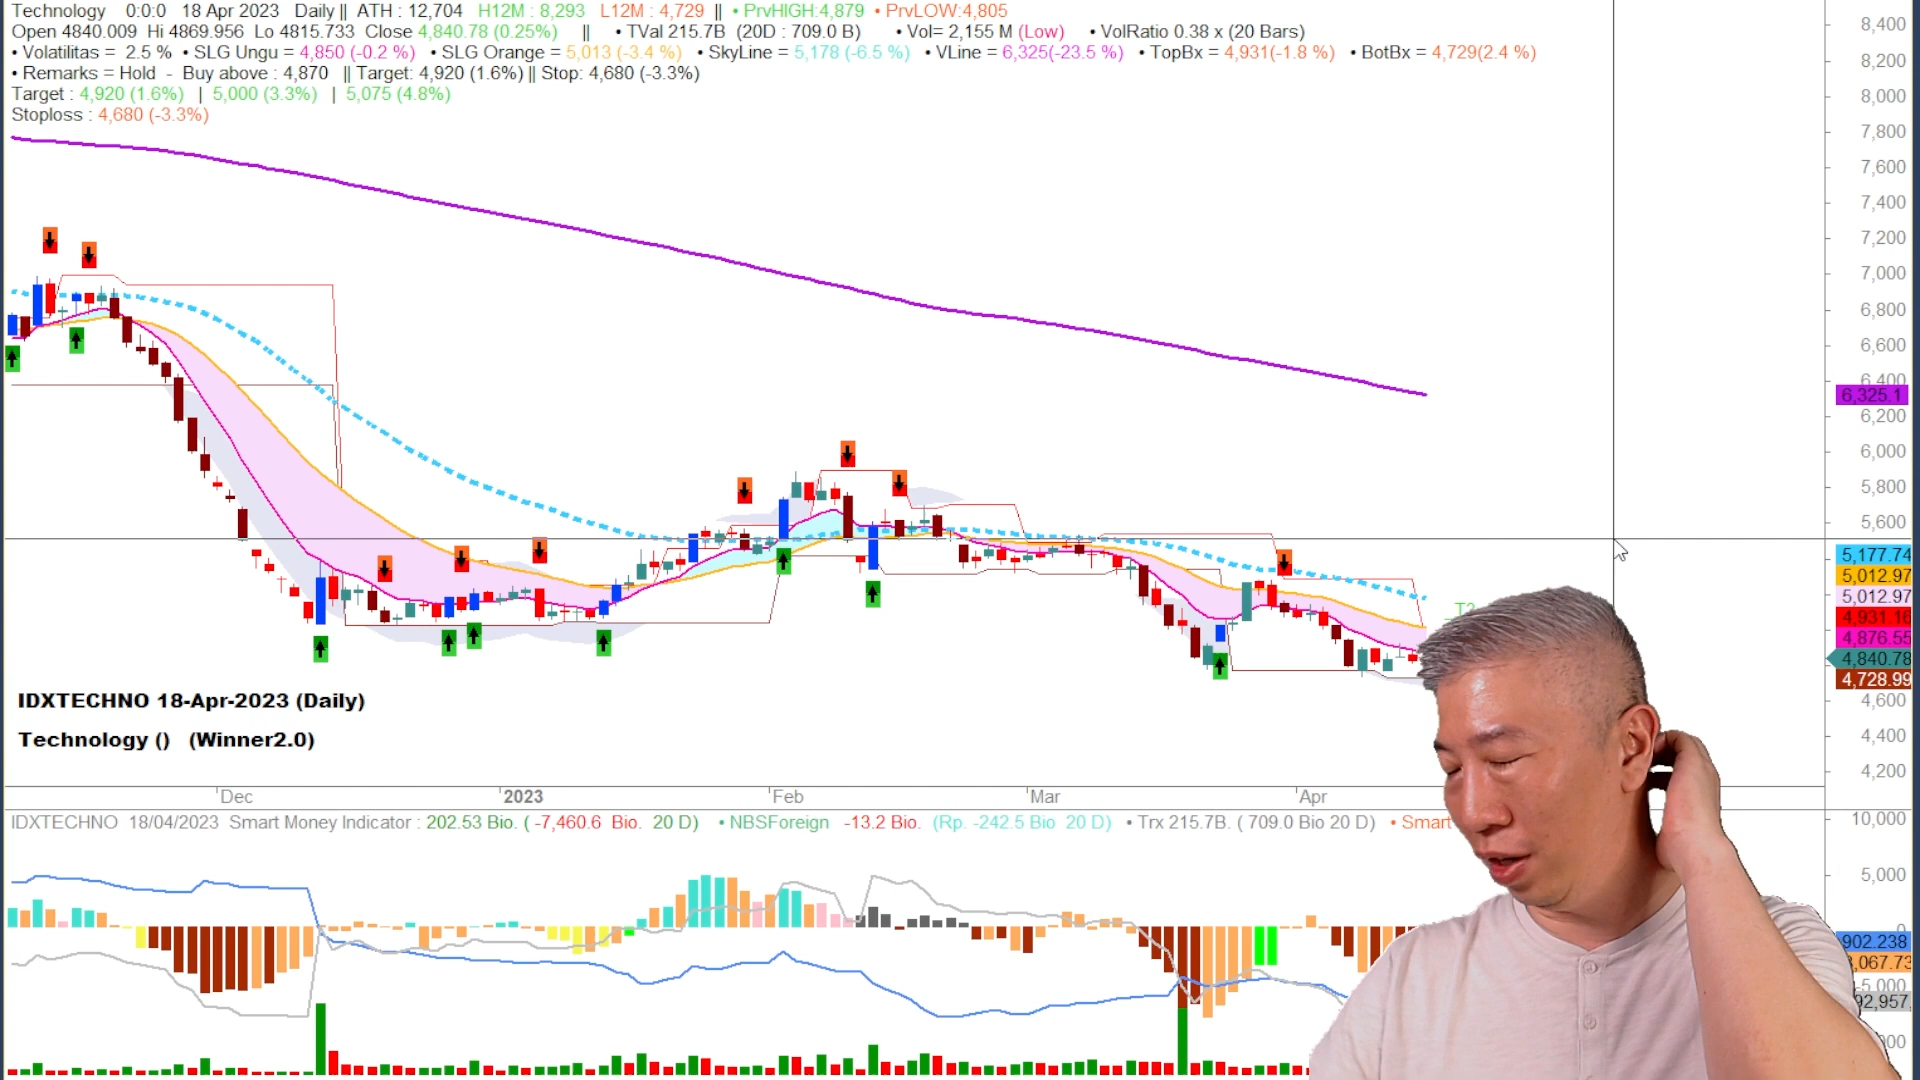 Technology 0:0:0 18 Apr 2023 Daily || ATH : 12,704 H12M : 8,293 L12M : 4,729 || • PrvHIGH:4,879 • PrvLOW:4,805
Open 4840.009 Hi 4869.956 Lo 4815.733 Close 4,840.78 (0.25%) || • TVal 215.7B (20D : 709.0 B) • Vol= 2,155 M (Low) • VolRatio 0.38 x (20 Bars)
• Volatilitas = 2.5 % • SLG Ungu = 4,850 (-0.2 %) • SLG Orange = 5,013 (-3.4 %) • SkyLine = 5,178 (-6.5 %) • VLine = 6,325(-23.5 %) • TopBx = 4,931(-1.8 %) • BotBx = 4,729(2.4 %)
• Remarks = Hold - Buy above : 4,870 || Target: 4,920 (1.6%) || Stop: 4,680 (-3.3%)
Target : 4,920 (1.6%) | 5,000 (3.3%) | 5,075 (4.8%)
Stoploss : 4,680 (-3.3%)
8,400
8,200
8,000
7,800
7,600
7,400
7,200
7,000
6,800
6,600
6,400
6,325.1
6,200
6,000
5,800
5,600
5,177.74
5,012.97
5,012.97
4,931.16
4,876.55
4,840.78
4,728.99
4,600
4,400
4,200
T2
IDXTECHNO 18-Apr-2023 (Daily)
Technology () (Winner2.0)
Dec 2023 Feb Mar Apr
IDXTECHNO 18/04/2023 Smart Money Indicator : 202.53 Bio. ( -7,460.6 Bio. 20 D) • NBSForeign -13.2 Bio. (Rp. -242.5 Bio 20 D) • Trx 215.7B. ( 709.0 Bio 20 D) • Smart
10,000
5,000
902.238
,067.73
-5,000
92,957